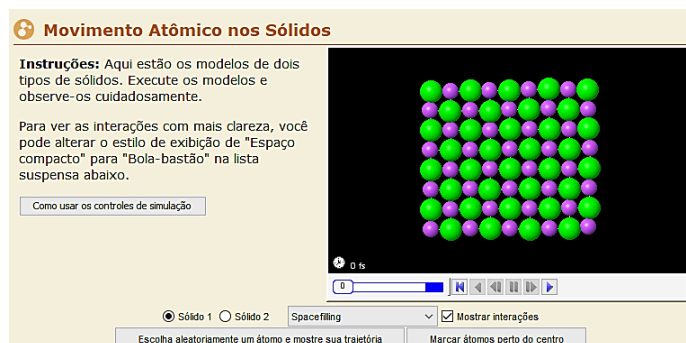 Movimento Atômico nos Sólidos
Instruções: Aqui estão os modelos de dois
tipos de sólidos. Execute os modelos e
observe-os cuidadosamente.
Para ver as interações com mais clareza, você
pode alterar o estilo de exibição de "Espaço
compacto" para "Bola-bastão" na lista
suspensa abaixo.
Como usar os controles de simulação
0 fs
0
Sólido 1 Sólido 2 Spacefilling Mostrar interações
Escolha aleatoriamente um átomo e mostre sua trajetória Marcar átomos perto do centro